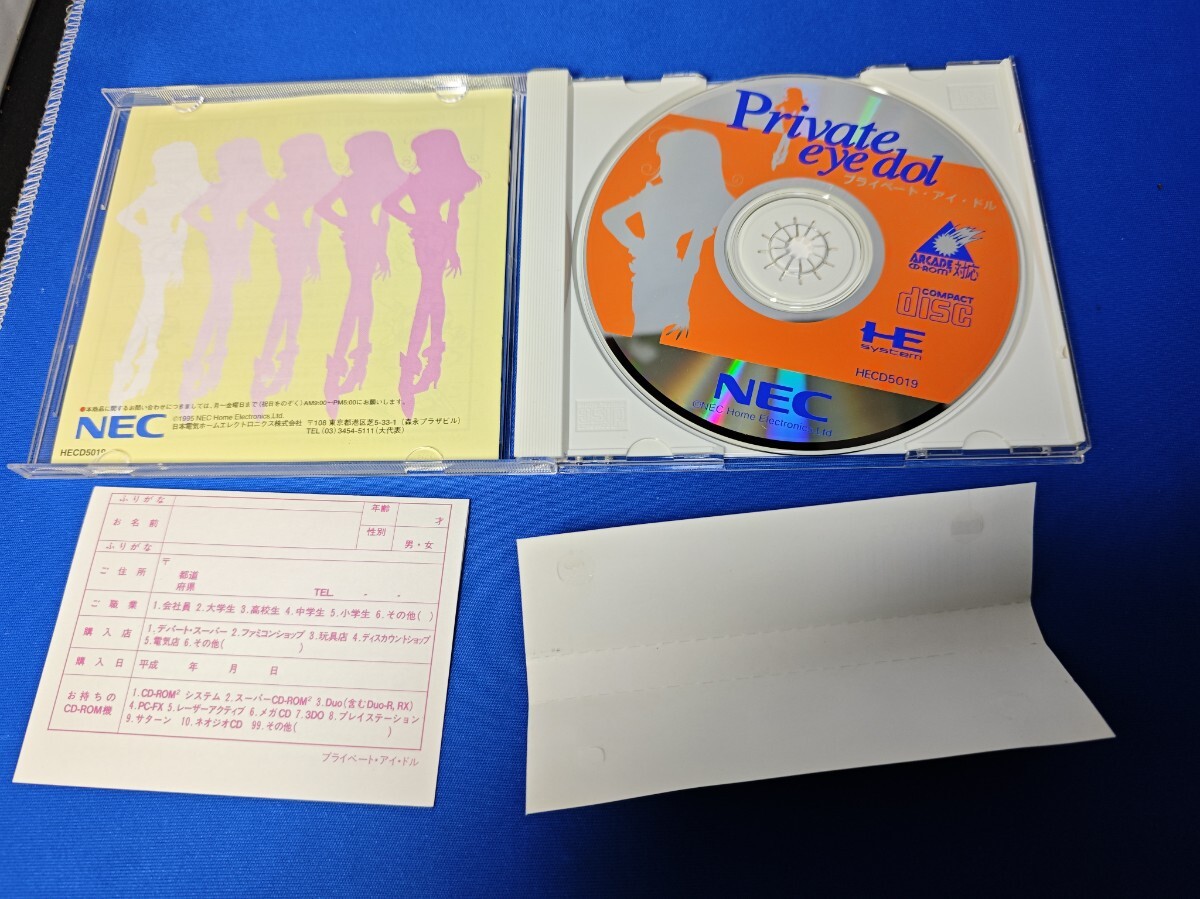 ●本商品に関するお問い合わせにつきましては、月〜金曜日まで(祝日をのぞく)AM9:00〜PM5:00にお願いします。
NEC
©1995 NEC Home Electronics,Ltd.
日本電気ホームエレクトロニクス株式会社 〒108 東京都港区芝5-33-1(森永プラザビル)
TEL (03)3454-5111(大代表)
HECD5019
Private
eye dol
プライベート・アイ・ドル
ARCADE
CD-ROM²
対応
COMPACT
disc
HE
system
HECD5019
NEC
©NEC Home Electronics,Ltd
ふりがな
お名前
年齢 才
性別 男・女
ふりがな
ご住所
〒
都道
府県
TEL. - -
ご職業 1.会社員 2.大学生 3.高校生 4.中学生 5.小学生 6.その他( )
購入店 1.デパート・スーパー 2.ファミコンショップ 3.玩具店 4.ディスカウントショップ
5.電気店 6.その他( )
購入日 平成 年 月 日
お持ちの
CD-ROM機
1.CD-ROM² システム 2.スーパーCD-ROM² 3.Duo(含むDuo-R,RX)
4.PC-FX 5.レーザーアクティブ 6.メガCD 7.3DO 8.プレイステーション
9.サターン 10.ネオジオCD 99.その他( )
プライベート・アイ・ドル